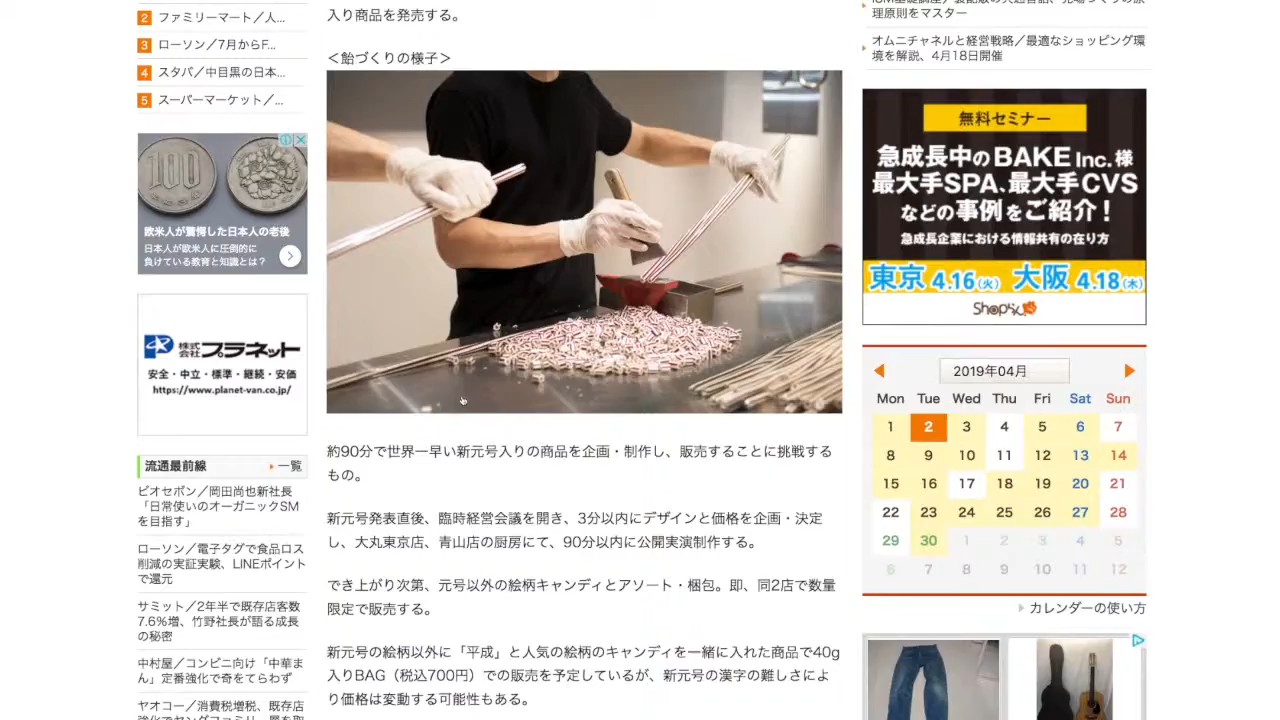 2 ファミリーマート／人...
3 ローソン／7月からF...
4 スタバ／中目黒の日本...
5 スーパーマーケット／...
100
欧米人が驚愕した日本人の老後
日本人が欧米人に圧倒的に
負けている教育と知識とは？
株式会社プラネット
安全・中立・標準・継続・安価
https://www.planet-van.co.jp/
流通最前線
一覧
ビオセボン／岡田尚也新社長
「日常使いのオーガニックSM
を目指す」
ローソン／電子タグで食品ロス
削減の実証実験、LINEポイント
で還元
サミット／2年半で既存店客数
7.6%増、竹野社長が語る成長
の秘密
中村屋／コンビニ向け「中華ま
ん」定番強化で奇をてらわず
ヤオコー／消費税増税、既存店
入り商品を発売する。
＜飴づくりの様子＞
約90分で世界一早い新元号入りの商品を企画・制作し、販売することに挑戦する
もの。
新元号発表直後、臨時経営会議を開き、3分以内にデザインと価格を企画・決定
し、大丸東京店、青山店の厨房にて、90分以内に公開実演制作する。
でき上がり次第、元号以外の絵柄キャンディとアソート・梱包。即、同2店で数量
限定で販売する。
新元号の絵柄以外に「平成」と人気の絵柄のキャンディを一緒に入れた商品で40g
入りBAG（税込700円）での販売を予定しているが、新元号の漢字の難しさによ
り価格は変動する可能性もある。
理原則をマスター
オムニチャネルと経営戦略／最適なショッピング環
境を解説、4月18日開催
無料セミナー
急成長中のBAKE Inc.様
最大手SPA、最大手CVS
などの事例をご紹介！
急成長企業における情報共有の在り方
東京 4.16(火) 大阪 4.18(木)
Shopらん
2019年04月
Mon Tue Wed Thu Fri Sat Sun
1 2 3 4 5 6 7
8 9 10 11 12 13 14
15 16 17 18 19 20 21
22 23 24 25 26 27 28
29 30 1 2 3 4 5
6 7 8 9 10 11 12
カレンダーの使い方